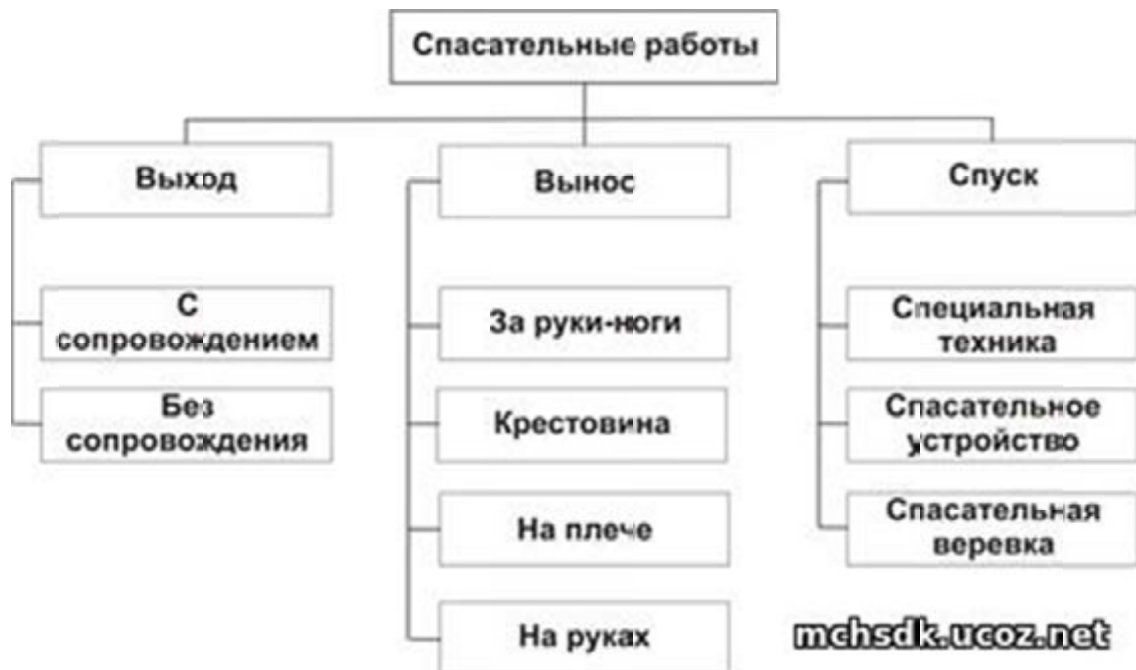 Спасательные работы
Выход
Вынос
Спуск
С
сопровождением
Без
сопровождения
За руки-ноги
Крестовина
На плече
На руках
Специальная
техника
Спасательное
устройство
Спасательная
веревка
mchsdk.ucoz.net